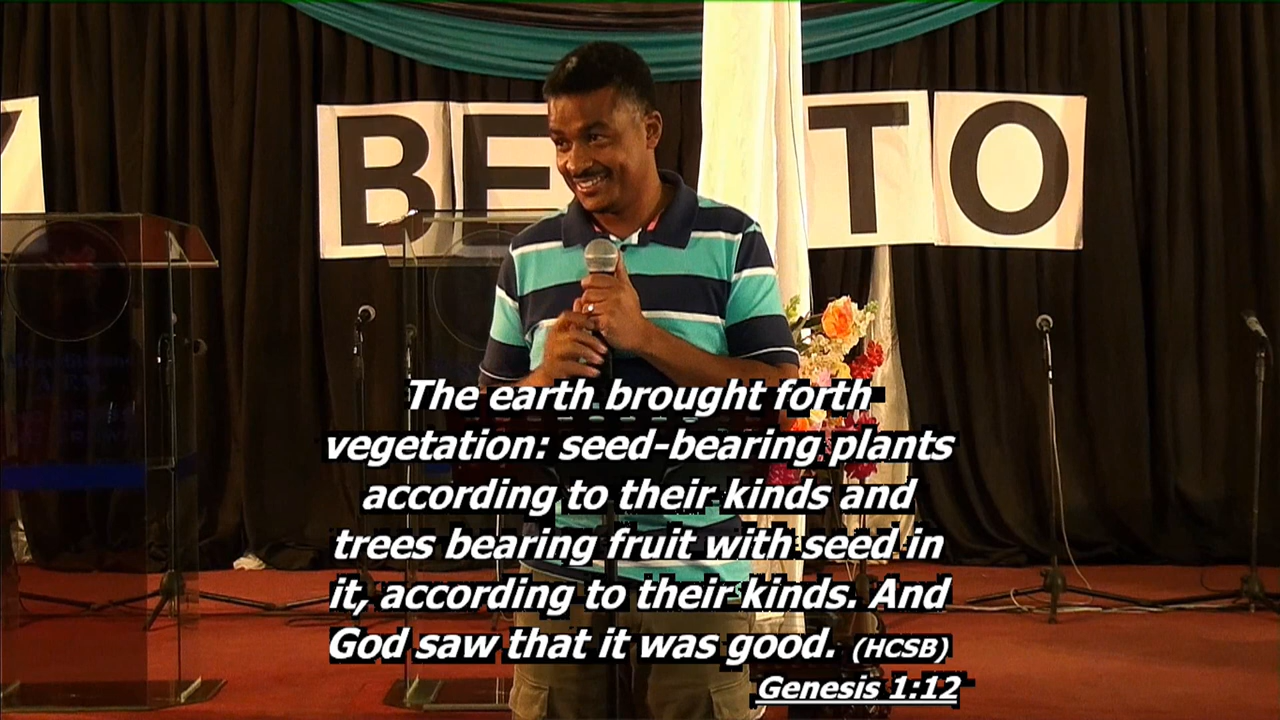 BE TO
The earth brought forth
vegetation: seed-bearing plants
according to their kinds and
trees bearing fruit with seed in
it, according to their kinds. And
God saw that it was good. (HCSB)
Genesis 1:12